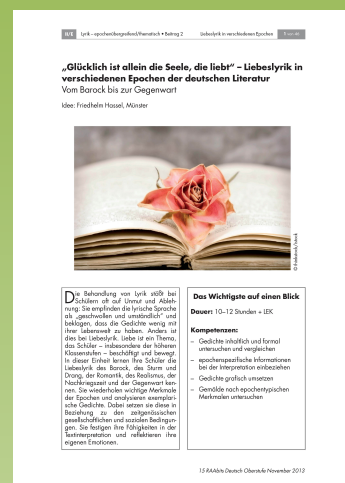 II/E Lyrik – epochenübergreifend/thematisch • Beitrag 2 Liebeslyrik in verschiedenen Epochen
„Glücklich ist allein die Seele, die liebt“ – Liebeslyrik in
verschiedenen Epochen der deutschen Literatur
Vom Barock bis zur Gegenwart
Idee: Friedhelm Hassel, Münster
Die Behandlung von Lyrik stößt bei
Schülern oft auf Unmut und Ableh-
nung: Sie empfinden die lyrische Sprache
als „geschwollen und umständlich“ und
beklagen, dass die Gedichte wenig mit
ihrer Lebenswelt zu haben. Anders ist
dies bei Liebeslyrik. Liebe ist ein Thema,
das Schüler – insbesondere der höheren
Klassenstufen – beschäftigt und bewegt.
In dieser Einheit lernen Ihre Schüler die
Liebeslyrik des Barock, des Sturm und
Drang, der Romantik, des Realismus, der
Nachkriegszeit und der Gegenwart ken-
nen. Sie wiederholen wichtige Merkmale
der Epochen und analysieren exemplari-
sche Gedichte. Dabei setzen sie diese in
Beziehung zu den zeitgenössischen
gesellschaftlichen und sozialen Bedingun-
gen. Sie festigen ihre Fähigkeiten in der
Textinterpretation und reflektieren ihre
eigenen Emotionen.
Das Wichtigste auf einen Blick
Dauer: 10–12 Stunden + LEK
Kompetenzen:
– Gedichte inhaltlich und formal
untersuchen und vergleichen
– epochenspezifische Informationen
bei der Interpretation einbeziehen
– Gedichte grafisch umsetzen
– Gemälde nach epochentypischen
Merkmalen untersuchen
15 RAAbits Deutsch Oberstufe November 2013